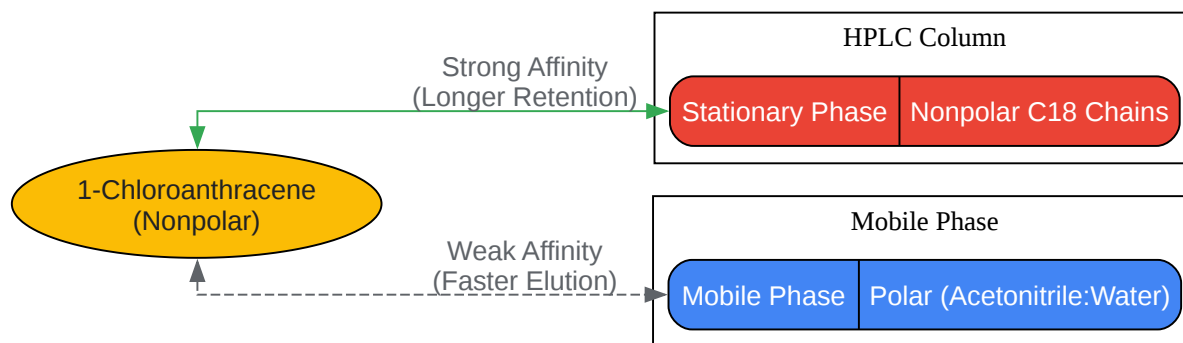 HPLC Column
Strong Affinity
(Longer Retention)
Stationary Phase
Nonpolar C18 Chains
1-Chloroanthracene
(Nonpolar)
Mobile Phase
Weak Affinity
(Faster Elution)
Mobile Phase
Polar (Acetonitrile:Water)